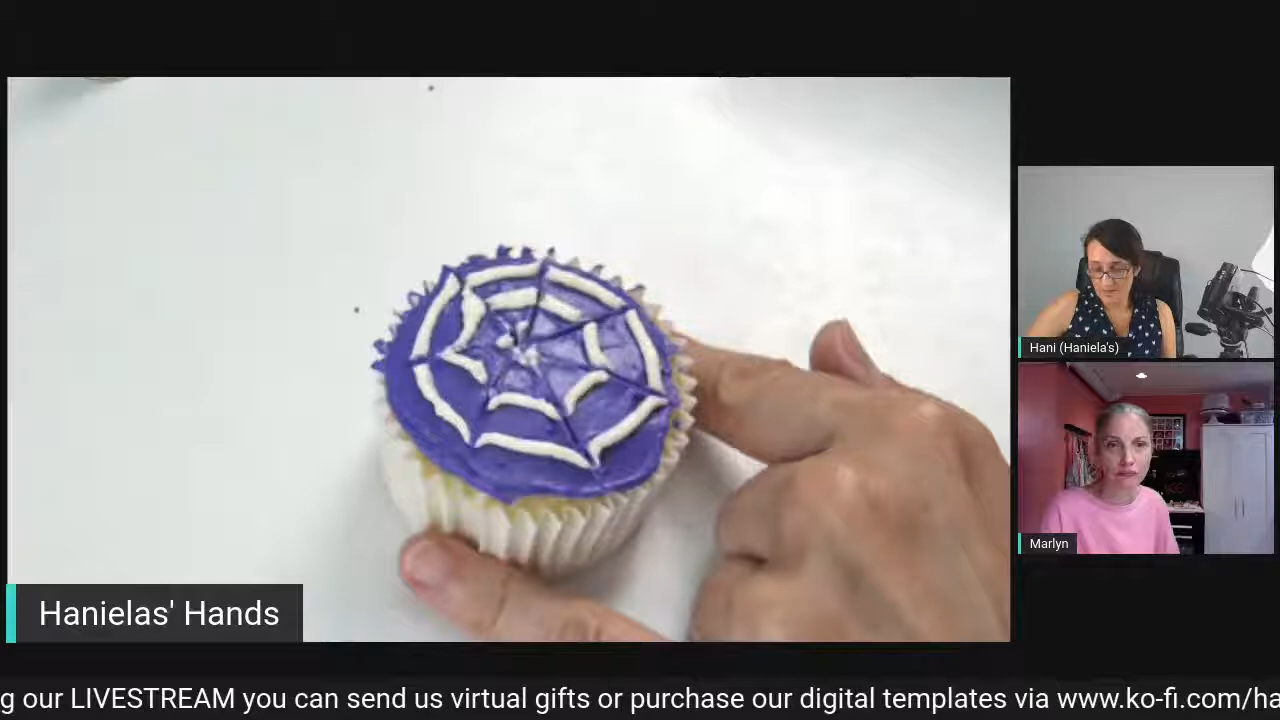 Hani (Haniela's)
Marlyn
Hanielas' Hands
g our LIVESTREAM you can send us virtual gifts or purchase our digital templates via www.ko-fi.com/ha